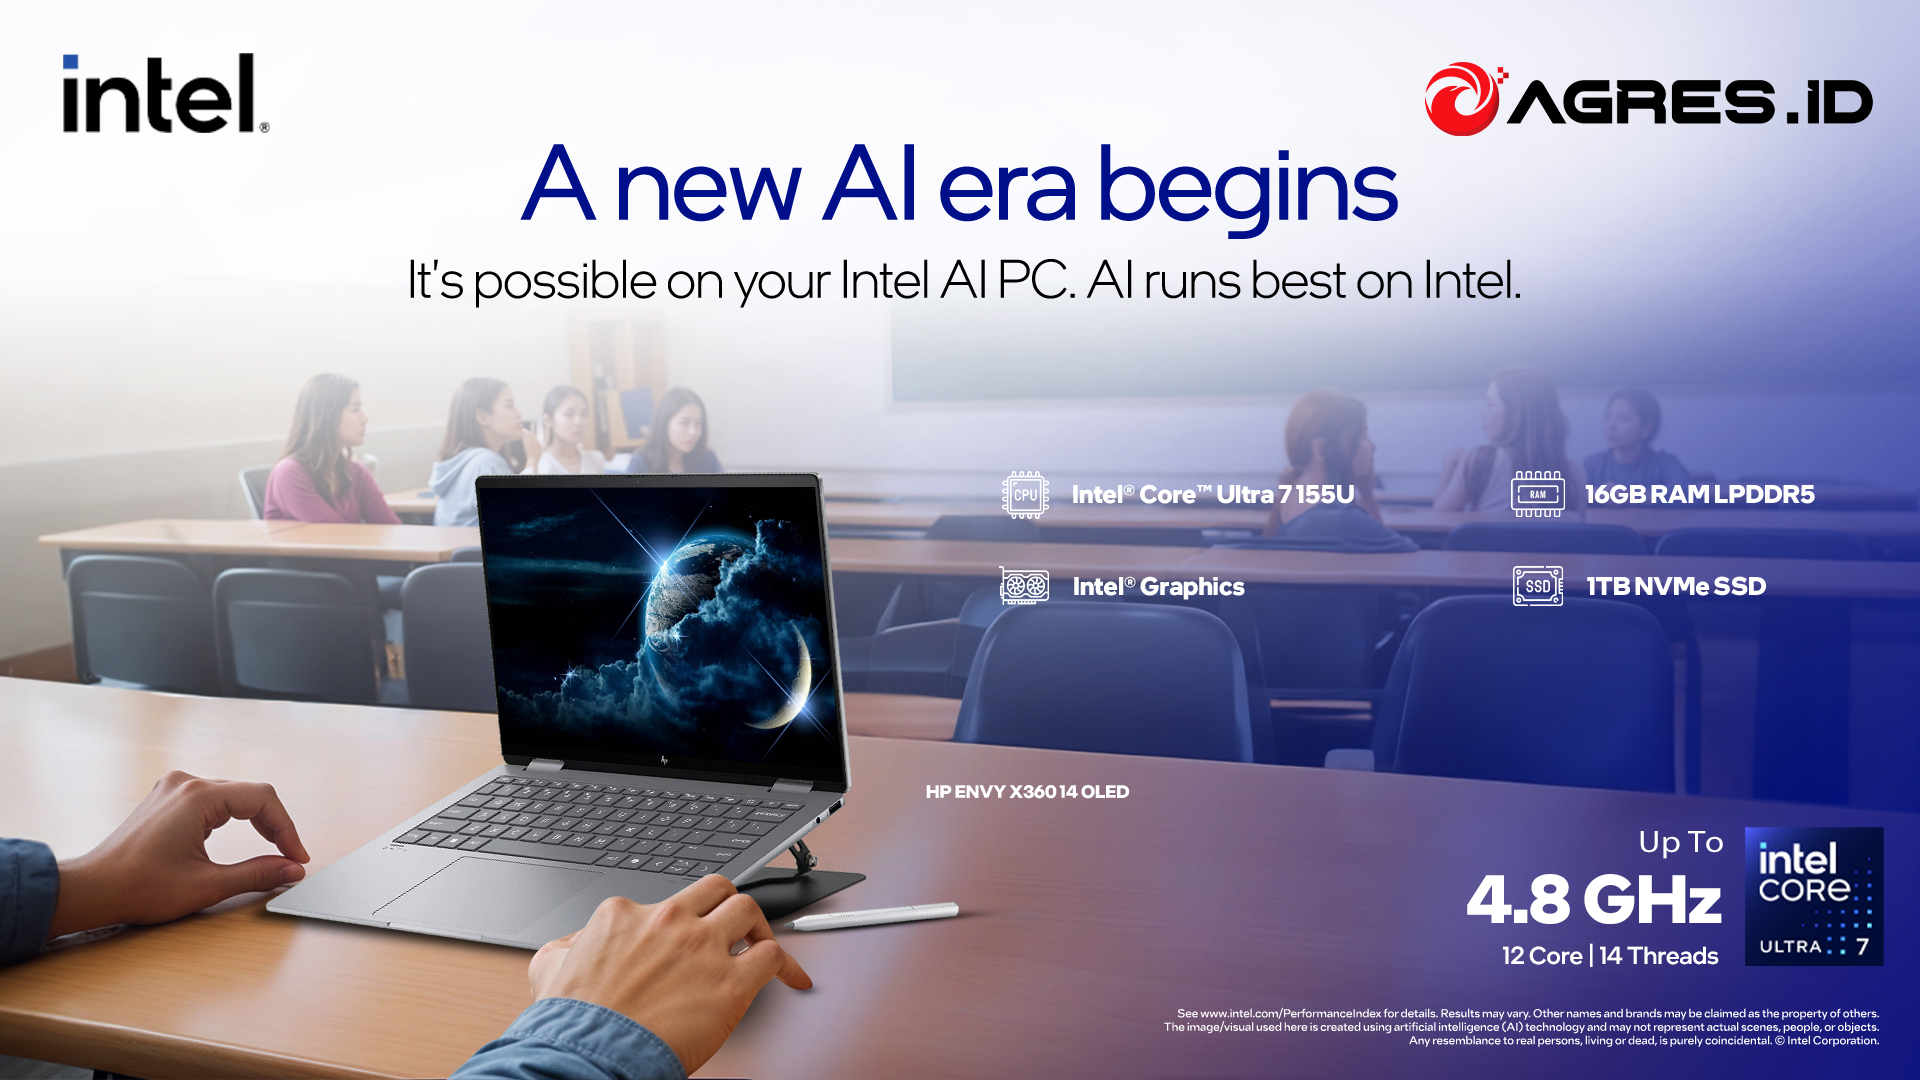 intel®
AGRES.ID
A new AI era begins
It's possible on your Intel AI PC. AI runs best on Intel.
CPU
Intel® Core™ Ultra 7 155U
RAM
16GB RAM LPDDR5
Intel® Graphics
SSD
1TB NVMe SSD
hp
HP ENVY X360 14 OLED
Up To
4.8 GHz
12 Core | 14 Threads
intel
CORE
ULTRA 7
See www.intel.com/PerformanceIndex for details. Results may vary. Other names and brands may be claimed as the property of others.
The image/visual used here is created using artificial intelligence (AI) technology and may not represent actual scenes, people, or objects.
Any resemblance to real persons, living or dead, is purely coincidental. © Intel Corporation.